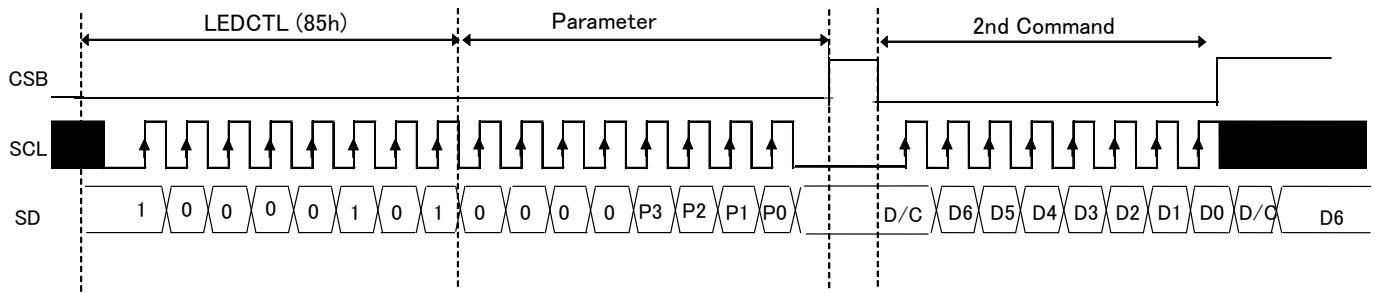 LEDCTL (85h) Parameter 2nd Command
CSB
SCL
SD 1 0 0 0 0 1 0 1 0 0 0 0 P3 P2 P1 P0 D/C D6 D5 D4 D3 D2 D1 D0 D/C D6